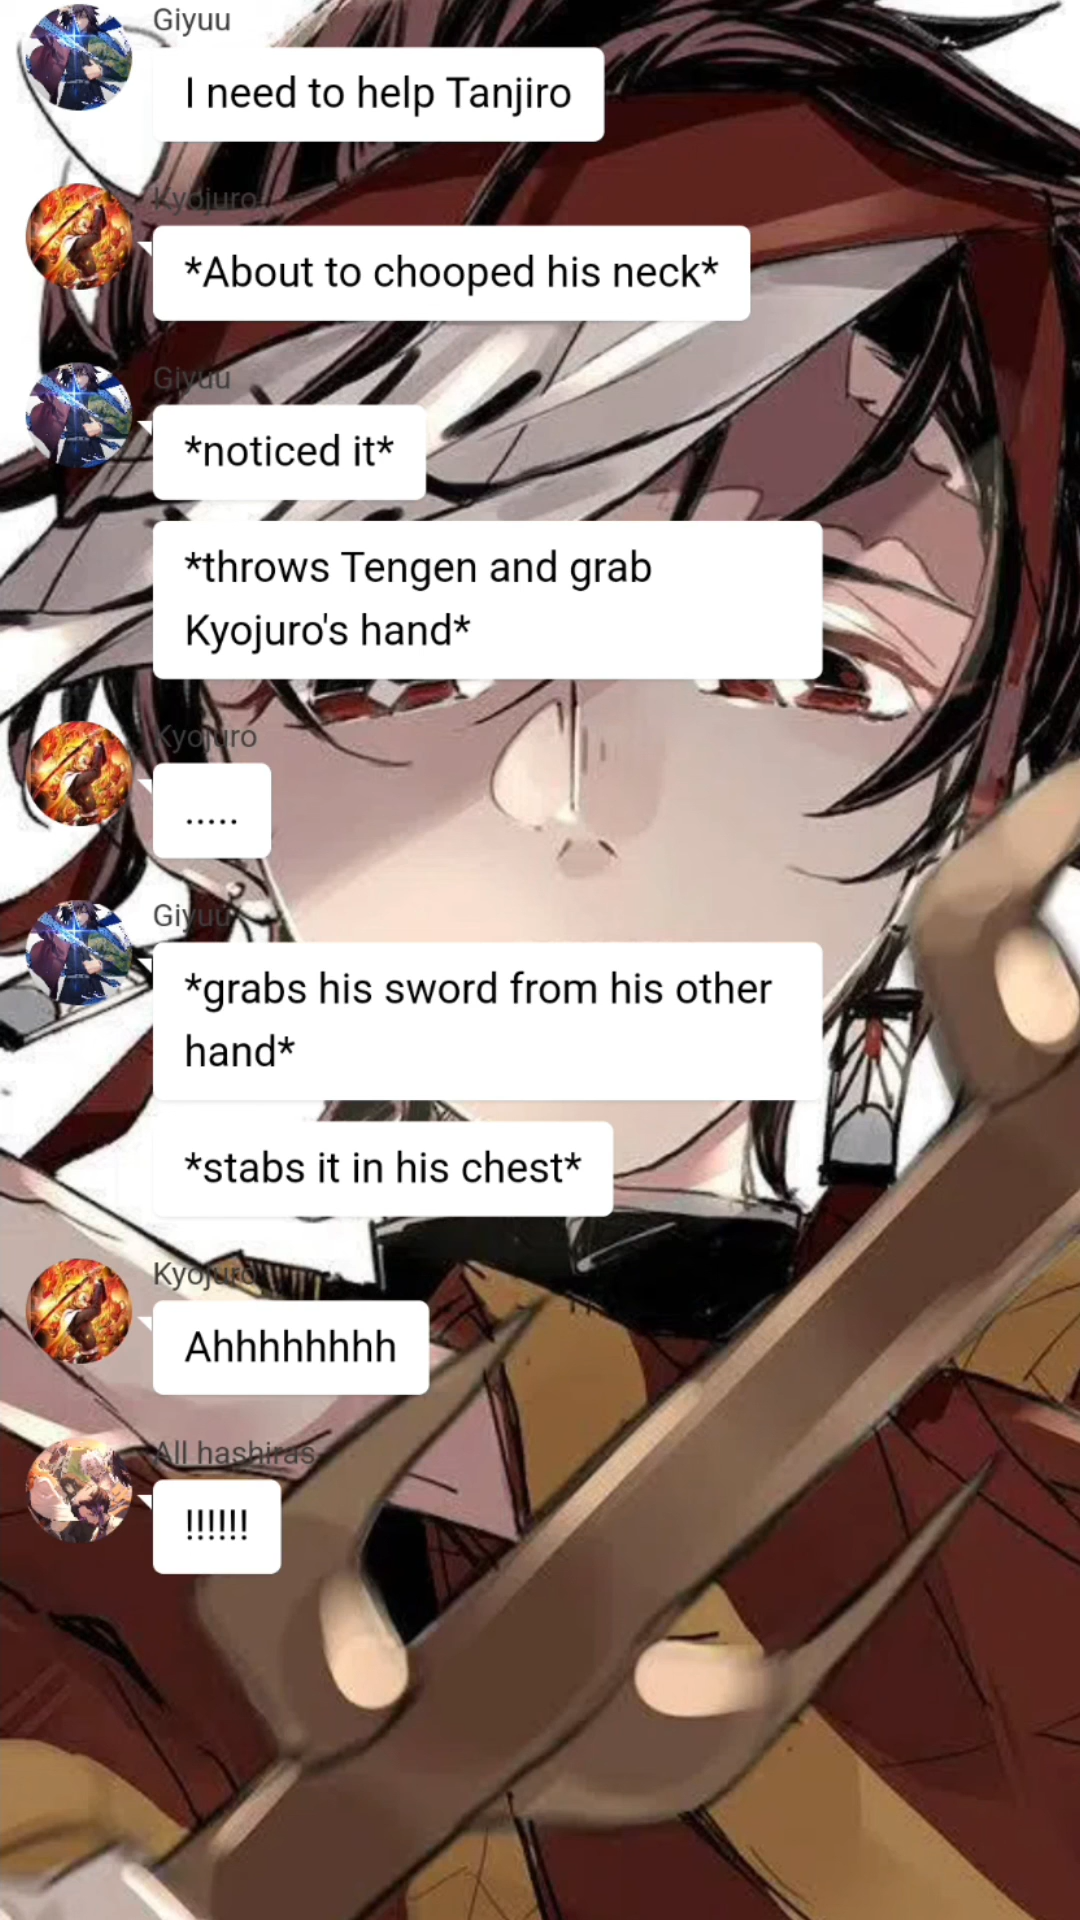 Giyuu
I need to help Tanjiro
Kyojuro
*About to chooped his neck*
Giyuu
*noticed it*
*throws Tengen and grab
Kyojuro's hand*
Kyojuro
.....
Giyuu
*grabs his sword from his other
hand*
*stabs it in his chest*
Kyojuro
Ahhhhhhhh
All hashiras
!!!!!!